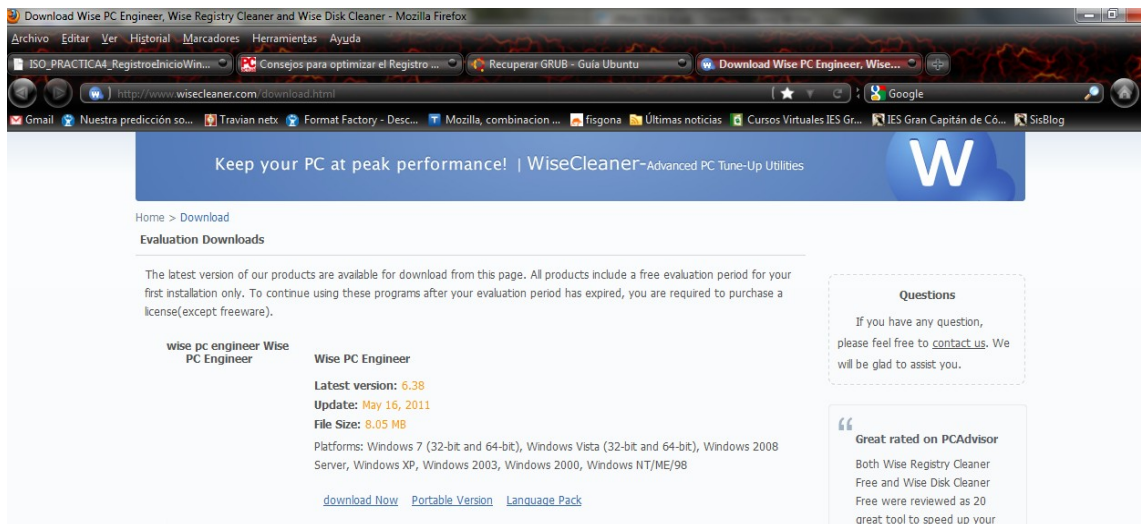 Download Wise PC Engineer, Wise Registry Cleaner and Wise Disk Cleaner - Mozilla Firefox
Archivo Editar Ver Historial Marcadores Herramientas Ayuda
ISO_PRACTICA4_RegistroeInicioWin... Consejos para optimizar el Registro ... Recuperar GRUB - Guía Ubuntu Download Wise PC Engineer, Wise...
http://www.wisecleaner.com/download.html Google
Gmail Nuestra predicción so... Travian netx Format Factory - Desc... Mozilla, combinacion ... fisgona Últimas noticias Cursos Virtuales IES Gr... IES Gran Capitán de Có... SisBlog
Keep your PC at peak performance! | WiseCleaner-Advanced PC Tune-Up Utilities W
Home > Download
Evaluation Downloads
The latest version of our products are available for download from this page. All products include a free evaluation period for your
first installation only. To continue using these programs after your evaluation period has expired, you are required to purchase a
license(except freeware).
wise pc engineer Wise
PC Engineer
Wise PC Engineer
Latest version: 6.38
Update: May 16, 2011
File Size: 8.05 MB
Platforms: Windows 7 (32-bit and 64-bit), Windows Vista (32-bit and 64-bit), Windows 2008
Server, Windows XP, Windows 2003, Windows 2000, Windows NT/ME/98
download Now Portable Version Language Pack
Questions
If you have any question,
please feel free to contact us. We
will be glad to assist you.
Great rated on PCAdvisor
Both Wise Registry Cleaner
Free and Wise Disk Cleaner
Free were reviewed as 20
great tool to speed up your